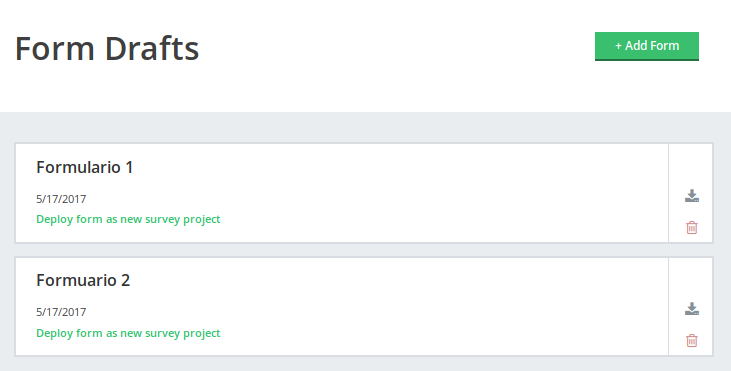 Form Drafts
+ Add Form
Formulario 1
5/17/2017
Deploy form as new survey project
Formuario 2
5/17/2017
Deploy form as new survey project